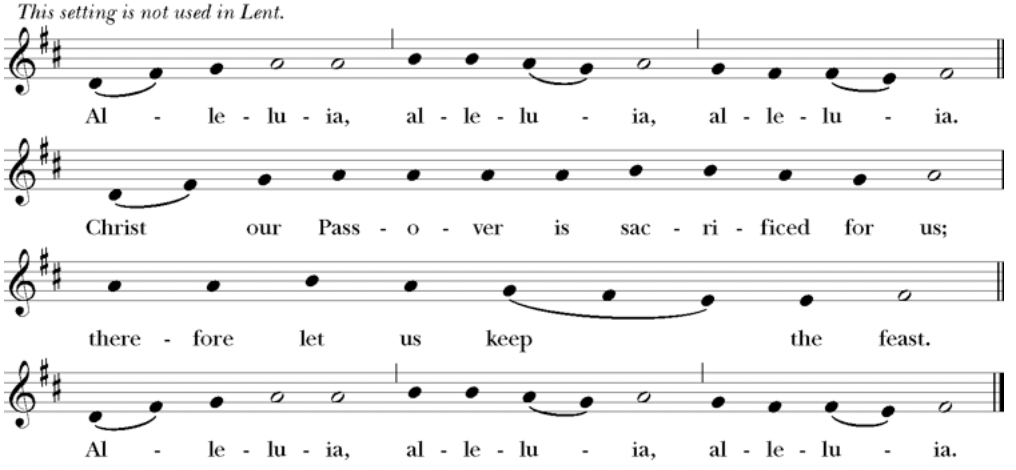 This setting is not used in Lent.
Al - le - lu - ia, al - le - lu - ia, al - le - lu - ia.
Christ our Pass - o - ver is sac - ri - ficed for us;
there - fore let us keep the feast.
Al - le - lu - ia, al - le - lu - ia, al - le - lu - ia.